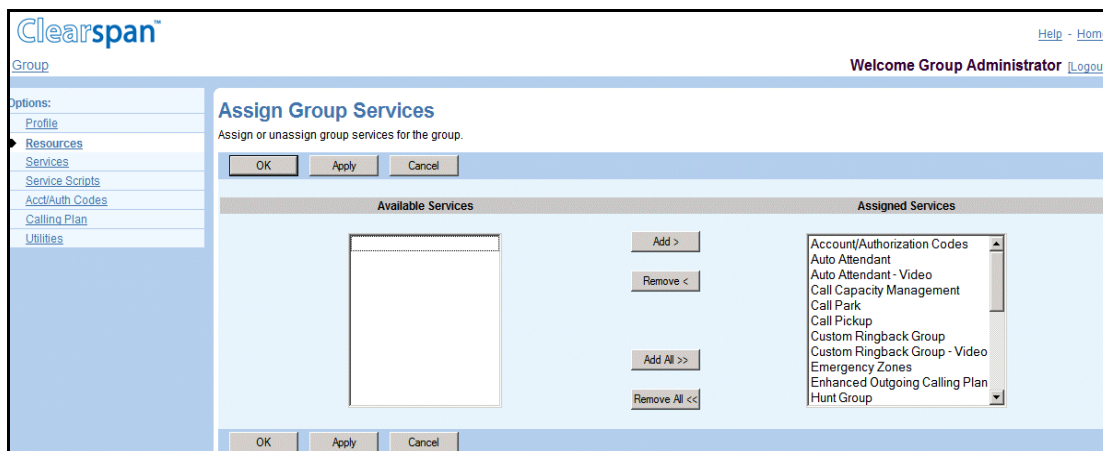 Clearspan™
Help - Hom
Group
Welcome Group Administrator [Logou
Options:
Profile
Resources
Services
Service Scripts
Acct/Auth Codes
Calling Plan
Utilities
Assign Group Services
Assign or unassign group services for the group.
OK Apply Cancel
Available Services Assigned Services
Add >
Remove <
Add All >>
Remove All <<
Account/Authorization Codes
Auto Attendant
Auto Attendant - Video
Call Capacity Management
Call Park
Call Pickup
Custom Ringback Group
Custom Ringback Group - Video
Emergency Zones
Enhanced Outgoing Calling Plan
Hunt Group
OK Apply Cancel